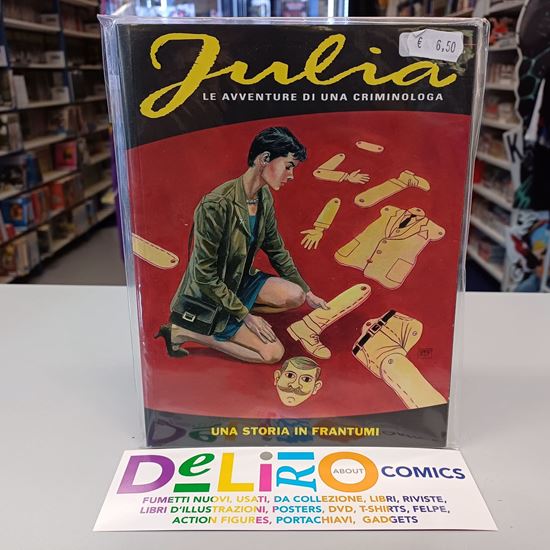 Julia
€ 6,50
LE AVVENTURE DI UNA CRIMINOLOGA
UNA STORIA IN FRANTUMI
DeLiRiO ABOUT COMICS
FUMETTI NUOVI, USATI, DA COLLEZIONE, LIBRI, RIVISTE,
LIBRI D'ILLUSTRAZIONI, POSTERS, DVD, T-SHIRTS, FELPE,
ACTION FIGURES, PORTACHIAVI, GADGETS